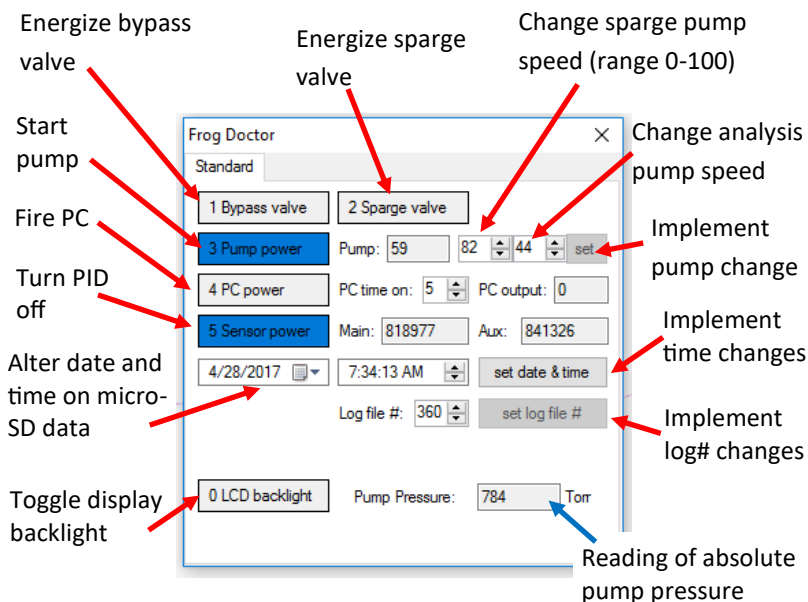 Energize bypass
valve
Energize sparge
valve
Change sparge pump
speed (range 0-100)
Start
pump
Fire PC
Turn PID
off
Alter date and
time on micro-
SD data
Toggle display
backlight
Frog Doctor
Standard
1 Bypass valve 2 Sparge valve
3 Pump power Pump: 59 82 44 set
4 PC power PC time on: 5 PC output: 0
5 Sensor power Main: 818977 Aux: 841326
4/28/2017 7:34:13 AM set date & time
Log file #: 360 set log file #
0 LCD backlight Pump Pressure: 784 Torr
Change analysis
pump speed
Implement
pump change
Implement
time changes
Implement
log# changes
Reading of absolute
pump pressure